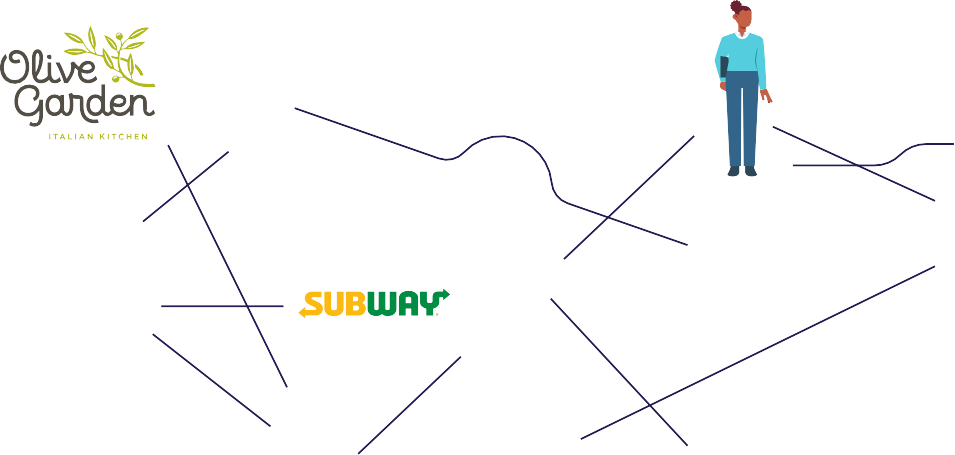 Olive
Garden
ITALIAN KITCHEN
SUBWAY